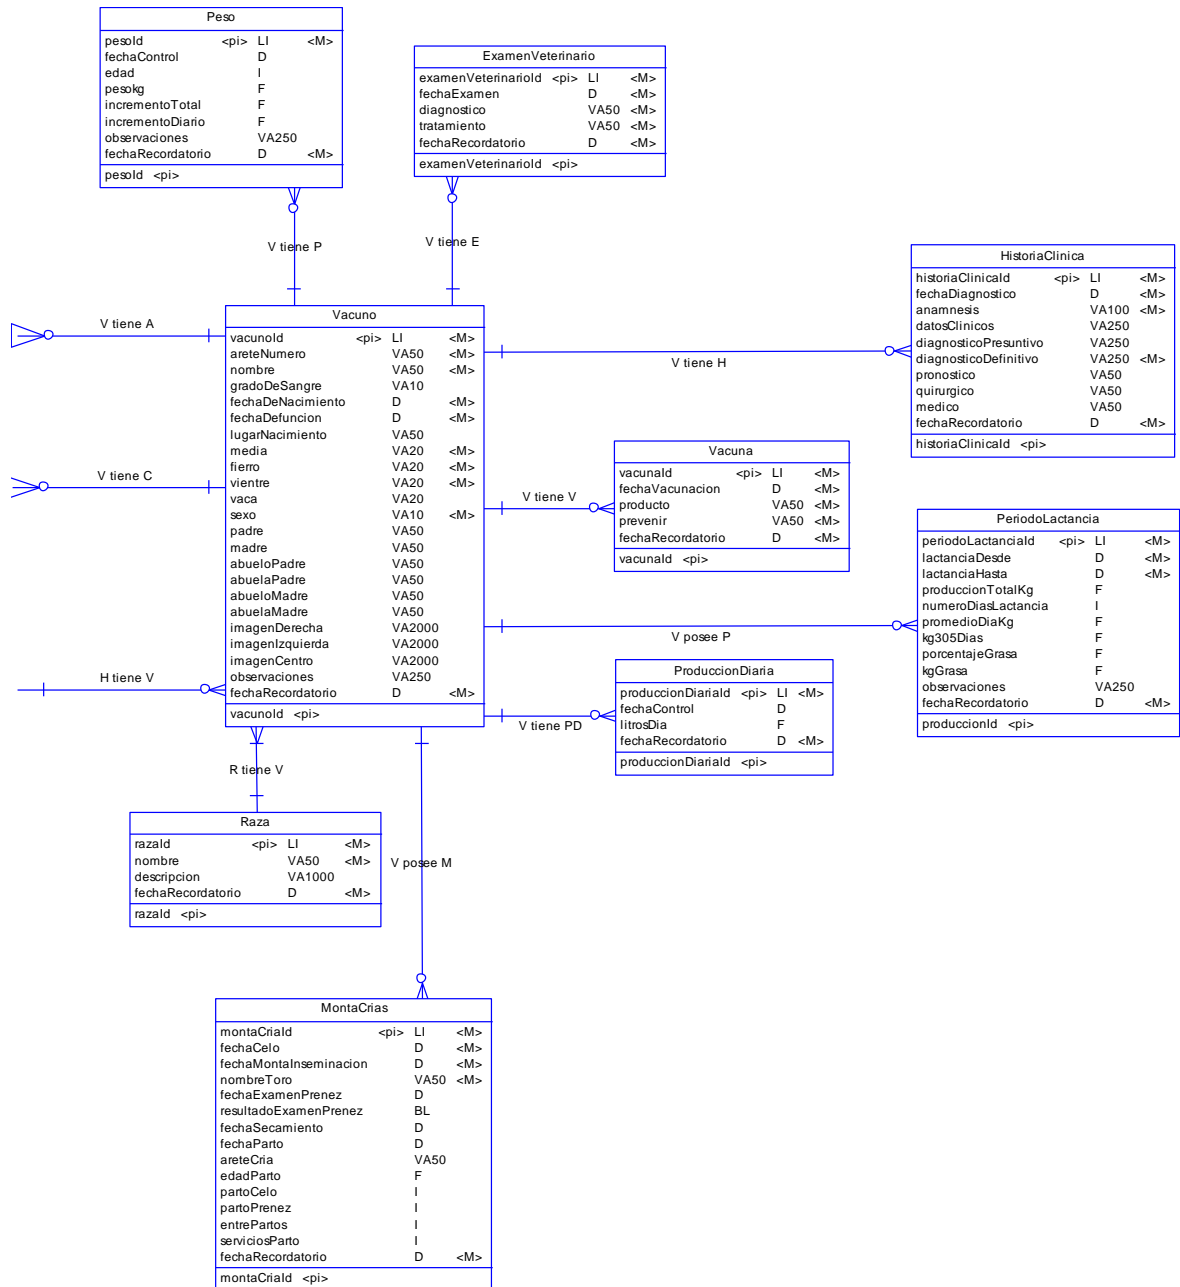 Peso
pesoId <pi> LI <M>
fechaControl D
edad I
pesokg F
incrementoTotal F
incrementoDiario F
observaciones VA250
fechaRecordatorio D <M>
pesoId <pi>
ExamenVeterinario
examenVeterinarioId <pi> LI <M>
fechaExamen D <M>
diagnostico VA50 <M>
tratamiento VA50 <M>
fechaRecordatorio D <M>
examenVeterinarioId <pi>
V tiene P
V tiene E
HistoriaClinica
historiaClinicaId <pi> LI <M>
fechaDiagnostico D <M>
anamnesis VA100 <M>
datosClinicos VA250
diagnosticoPresuntivo VA250
diagnosticoDefinitivo VA250 <M>
pronostico VA50
quirurgico VA50
medico VA50
fechaRecordatorio D <M>
historiaClinicaId <pi>
V tiene A
V tiene C
H tiene V
Vacuno
vacunoId <pi> LI <M>
areteNumero VA50 <M>
nombre VA50 <M>
gradoDeSangre VA10
fechaDeNacimiento D <M>
fechaDefuncion D <M>
lugarNacimiento VA50
media VA20 <M>
fierro VA20 <M>
vientre VA20 <M>
vaca VA20
sexo VA10 <M>
padre VA50
madre VA50
abueloPadre VA50
abuelaPadre VA50
abueloMadre VA50
abuelaMadre VA50
imagenDerecha VA2000
imagenIzquierda VA2000
imagenCentro VA2000
observaciones VA250
fechaRecordatorio D <M>
vacunoId <pi>
V tiene H
V tiene V
Vacuna
vacunaId <pi> LI <M>
fechaVacunacion D <M>
producto VA50 <M>
prevenir VA50 <M>
fechaRecordatorio D <M>
vacunaId <pi>
V posee P
PeriodoLactancia
periodoLactanciaId <pi> LI <M>
lactanciaDesde D <M>
lactanciaHasta D <M>
produccionTotalKg F
numeroDiasLactancia I
promedioDiaKg F
kg305Dias F
porcentajeGrasa F
kgGrasa F
observaciones VA250
fechaRecordatorio D <M>
produccionId <pi>
V tiene PD
ProduccionDiaria
produccionDiariaId <pi> LI <M>
fechaControl D
litrosDia F
fechaRecordatorio D <M>
produccionDiariaId <pi>
R tiene V
Raza
razaId <pi> LI <M>
nombre VA50 <M>
descripcion VA1000
fechaRecordatorio D <M>
razaId <pi>
V posee M
MontaCrias
montaCriaId <pi> LI <M>
fechaCelo D <M>
fechaMontaInseminacion D <M>
nombreToro VA50 <M>
fechaExamenPrenez D
resultadoExamenPrenez BL
fechaSecamiento D
fechaParto D
areteCria VA50
edadParto F
partoCelo I
partoPrenez I
entrePartos I
serviciosParto I
fechaRecordatorio D <M>
montaCriaId <pi>